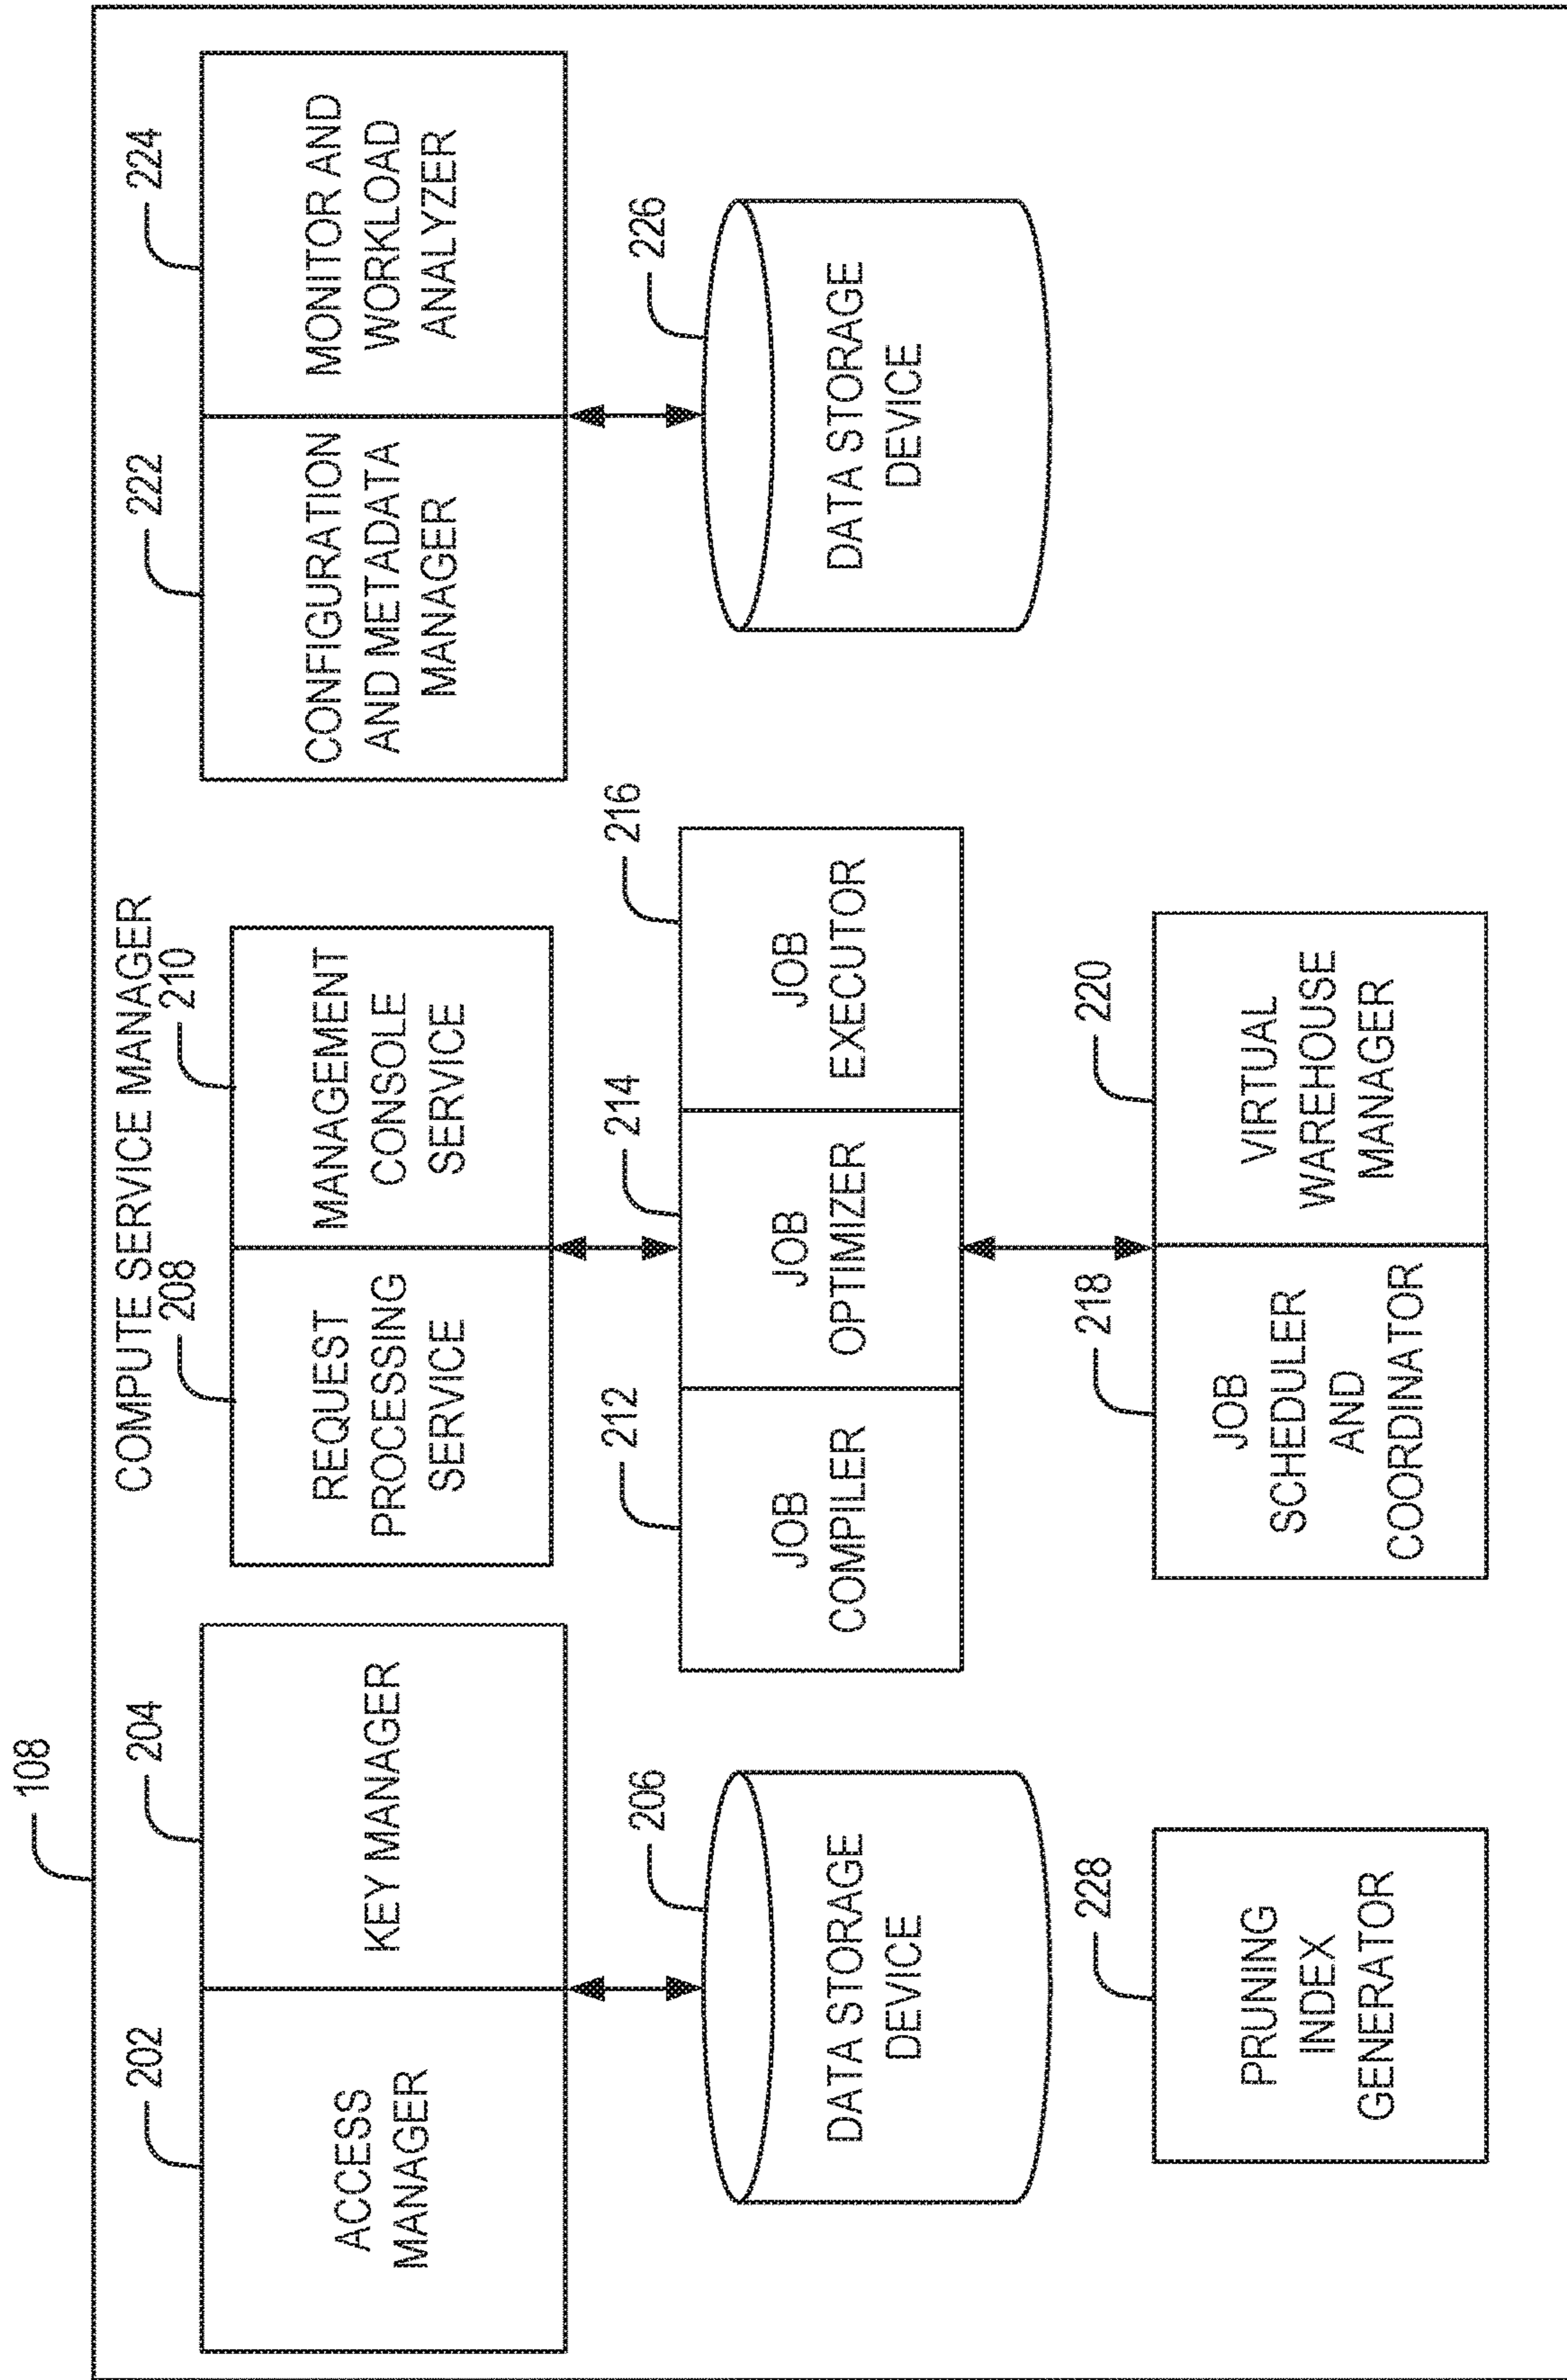 108
COMPUTE SERVICE MANAGER
202
204
208
210
222
224
ACCESS
MANAGER
KEY MANAGER
REQUEST
PROCESSING
SERVICE
MANAGEMENT
CONSOLE
SERVICE
CONFIGURATION
AND METADATA
MANAGER
MONITOR AND
WORKLOAD
ANALYZER
206
212
214
216
226
DATA STORAGE
DEVICE
JOB
COMPILER
JOB
OPTIMIZER
JOB
EXECUTOR
DATA STORAGE
DEVICE
228
218
220
PRUNING
INDEX
GENERATOR
JOB
SCHEDULER
AND
COORDINATOR
VIRTUAL
WAREHOUSE
MANAGER